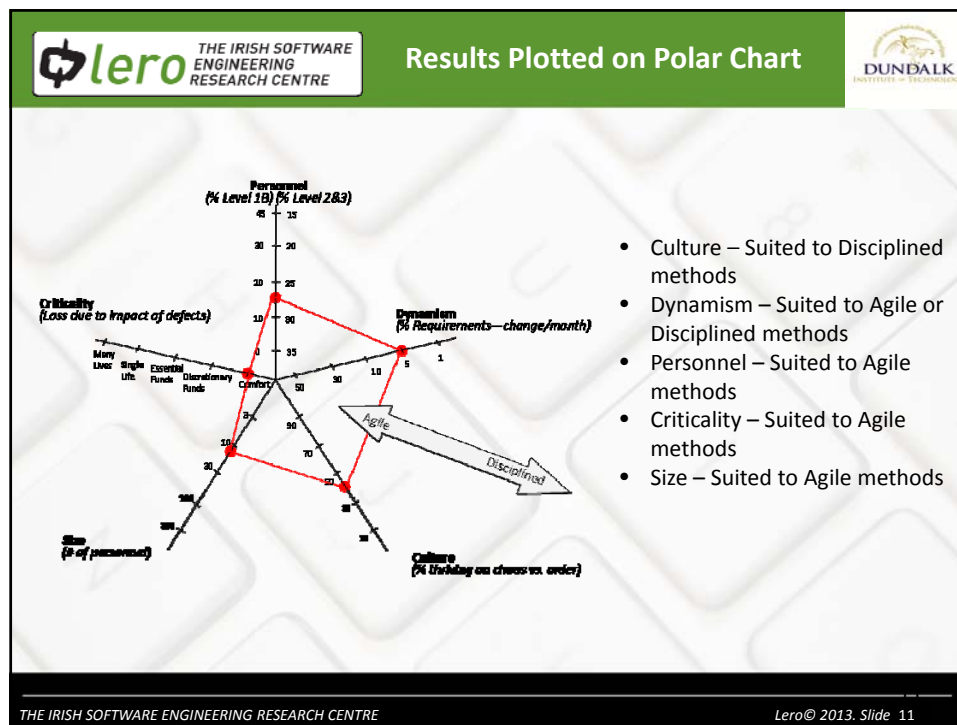 lero THE IRISH SOFTWARE
ENGINEERING
RESEARCH CENTRE
Results Plotted on Polar Chart
DUNDALK
INSTITUTE OF TECHNOLOGY
Personnel
(% Level 1B) (% Level 2&3)
45 15
30 20
20 25
10 30
0 35
Criticality
(Loss due to impact of defects)
Many
Lives
Single
Life
Essential
Funds
Discretionary
Funds
Comfort
Dynamism
(% Requirements—change/month)
50
30
10
5
1
3
10
30
Size
(# of personnel)
90
70
Culture
(% thriving on chaos vs. order)
Agile
Disciplined
• Culture – Suited to Disciplined
methods
• Dynamism – Suited to Agile or
Disciplined methods
• Personnel – Suited to Agile
methods
• Criticality – Suited to Agile
methods
• Size – Suited to Agile methods
THE IRISH SOFTWARE ENGINEERING RESEARCH CENTRE
Lero© 2013. Slide 11